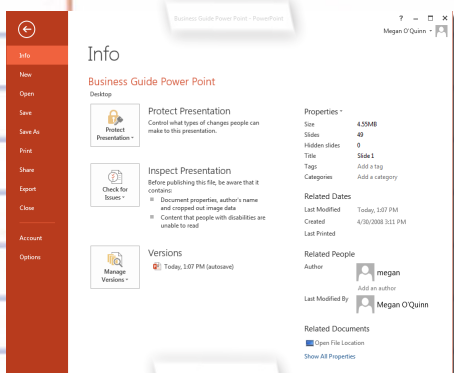 Business Guide Power Point - PowerPoint
?
Megan O'Quinn
Info
New
Open
Save
Save As
Print
Share
Export
Close
Account
Options
Info
Business Guide Power Point
Desktop
Protect
Presentation
Protect Presentation
Control what types of changes people can
make to this presentation.
Check for
Issues
Inspect Presentation
Before publishing this file, be aware that it
contains:
Document properties, author's name
and cropped out image data
Content that people with disabilities are
unable to read
Manage
Versions
Versions
Today, 1:07 PM (autosave)
Properties
Size 4.55MB
Slides 49
Hidden slides 0
Title Slide 1
Tags Add a tag
Categories Add a category
Related Dates
Last Modified Today, 1:07 PM
Created 4/30/2008 3:11 PM
Last Printed
Related People
Author megan
Add an author
Last Modified By Megan O'Quinn
Related Documents
Open File Location
Show All Properties